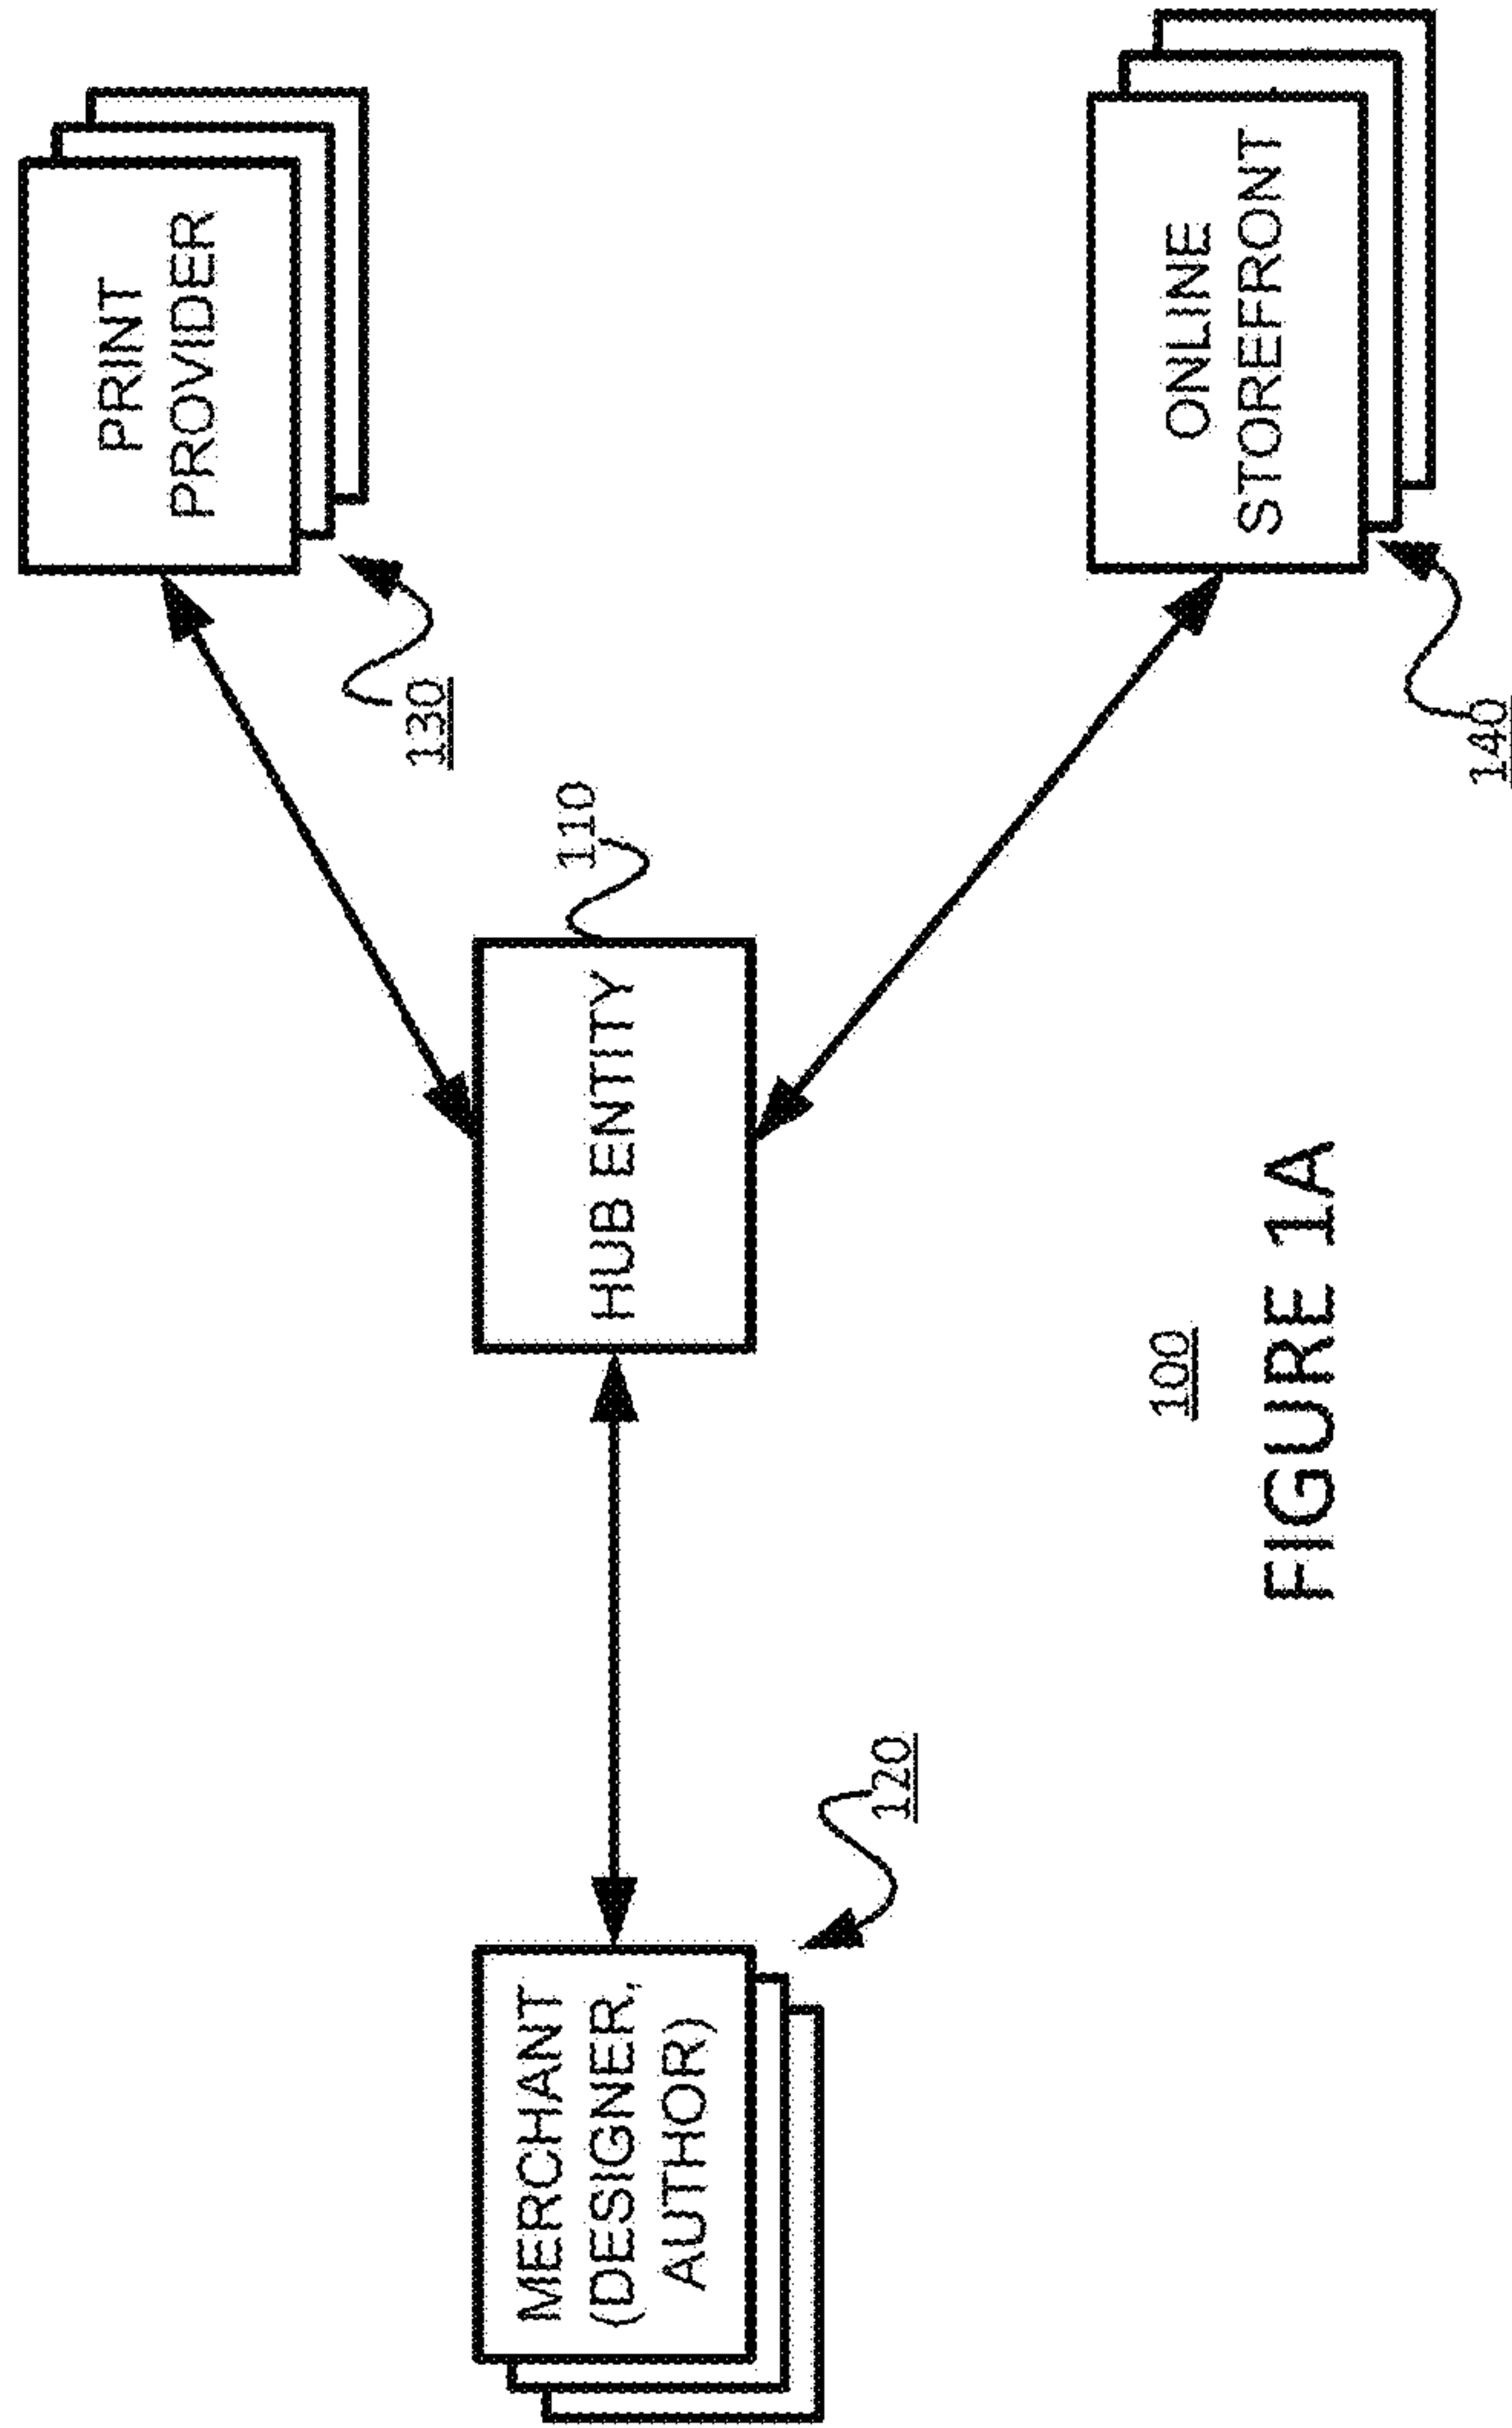 PRINT
PROVIDER
130
110
HUB ENTITY
MERCHANT
(DESIGNER,
AUTHOR)
120
ONLINE
STOREFRONT
140
100
FIGURE 1A